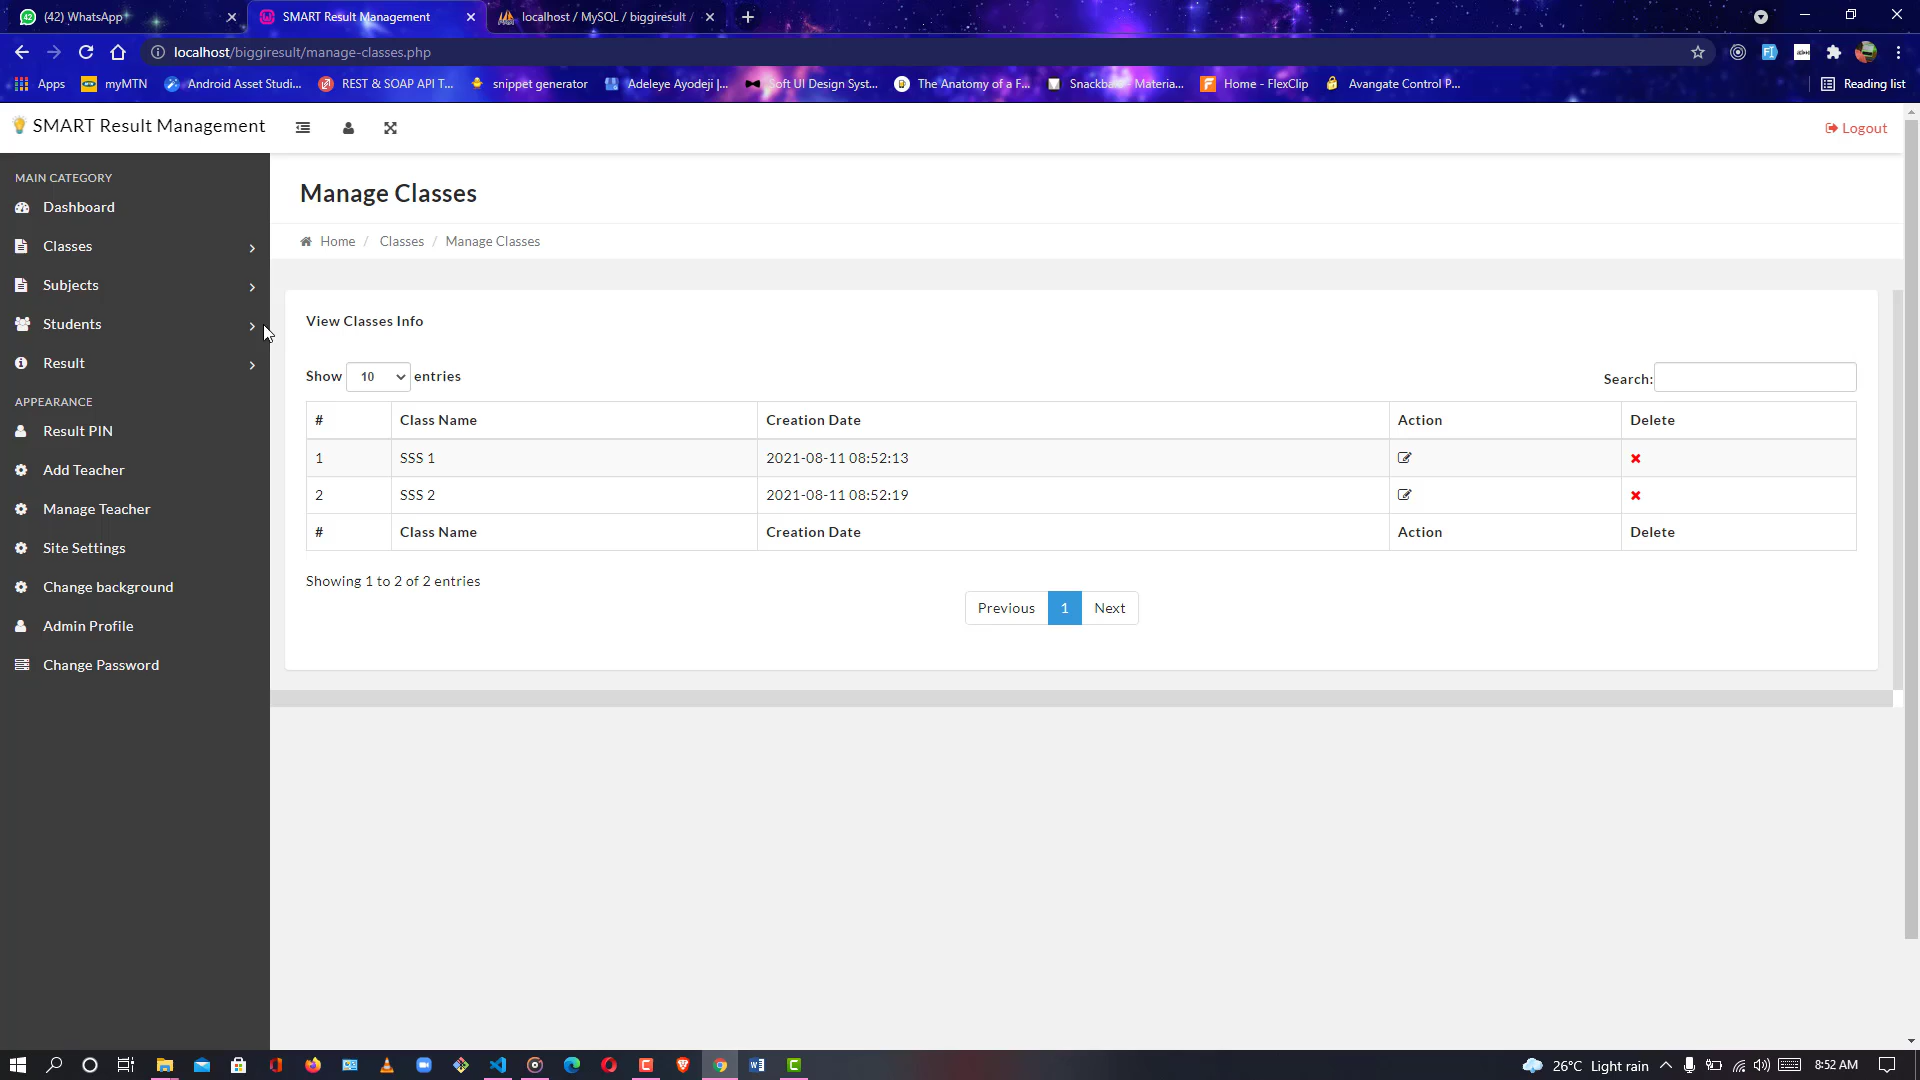 (42) WhatsApp
SMART Result Management
localhost / MySQL / biggiresult /
localhost/biggiresult/manage-classes.php
Apps
myMTN
Android Asset Studi...
REST & SOAP API T...
snippet generator
Adeleye Ayodeji |...
Soft UI Design Syst...
The Anatomy of a F...
Snackbars - Materia...
Home - FlexClip
Avangate Control P...
Reading list
SMART Result Management
Logout
MAIN CATEGORY
Dashboard
Classes
Subjects
Students
Result
APPEARANCE
Result PIN
Add Teacher
Manage Teacher
Site Settings
Change background
Admin Profile
Change Password
Manage Classes
Home / Classes / Manage Classes
View Classes Info
Show 10 entries
Search:
# Class Name Creation Date Action Delete
1 SSS 1 2021-08-11 08:52:13
2 SSS 2 2021-08-11 08:52:19
# Class Name Creation Date Action Delete
Showing 1 to 2 of 2 entries
Previous 1 Next
26°C Light rain
8:52 AM